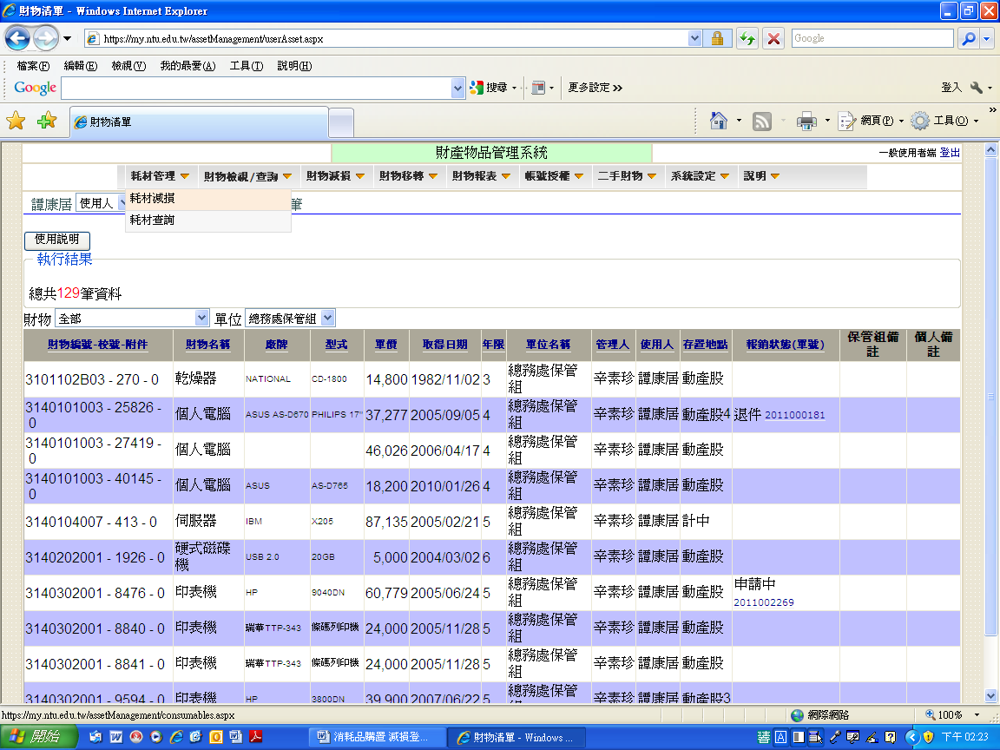 財物清單 - Windows Internet Explorer
https://my.ntu.edu.tw/assetManagement/userAsset.aspx
Google
檔案(F) 編輯(E) 檢視(V) 我的最愛(A) 工具(T) 說明(H)
Google 搜尋 更多設定 » 登入
財物清單 網頁(P) 工具(O) »
財產物品管理系統 一般使用者端 登出
耗材管理 財物檢視/查詢 財物減損 財物移轉 財物報表 帳號授權 二手財物 系統設定 說明
譚康居 使用人 筆
耗材減損
耗材查詢
使用說明
執行結果
總共129筆資料
財物 全部 單位 總務處保管組
財物編號-校號-附件 財物名稱 廠牌 型式 單價 取得日期 年限 單位名稱 管理人 使用人 存置地點 報銷狀態(單號) 保管組備註 個人備註
3101102B03 - 270 - 0 乾燥器 NATIONAL CD-1800 14,800 1982/11/02 3 總務處保管組 辛素珍 譚康居 動產股
3140101003 - 25826 - 0 個人電腦 ASUS AS-D670 PHILIPS 17" 37,277 2005/09/05 4 總務處保管組 辛素珍 譚康居 動產股4 退件 2011000181
3140101003 - 27419 - 0 個人電腦 46,026 2006/04/17 4 總務處保管組 辛素珍 譚康居 動產股
3140101003 - 40145 - 0 個人電腦 ASUS AS-D765 18,200 2010/01/26 4 總務處保管組 辛素珍 譚康居 動產股
3140104007 - 413 - 0 伺服器 IBM X205 87,135 2005/02/21 5 總務處保管組 辛素珍 譚康居 計中
3140202001 - 1926 - 0 硬式磁碟機 USB 2.0 20GB 5,000 2004/03/02 6 總務處保管組 辛素珍 譚康居 動產股
3140302001 - 8476 - 0 印表機 HP 9040DN 60,779 2005/06/24 5 總務處保管組 辛素珍 譚康居 動產股 申請中 2011002269
3140302001 - 8840 - 0 印表機 瑞華TTP-343 條碼列印機 24,000 2005/11/28 5 總務處保管組 辛素珍 譚康居 動產股
3140302001 - 8841 - 0 印表機 瑞華TTP-343 條碼列印機 24,000 2005/11/28 5 總務處保管組 辛素珍 譚康居 動產股
3140302001 - 9594 - 0 印表機 HP 3800DN 39,900 2007/06/22 5 總務處保管 辛素珍 譚康居 動產股3
https://my.ntu.edu.tw/assetManagement/consumables.aspx 網際網路 100%
開始 消耗品購置 減損登... 財物清單 - Windows ... 下午 02:23